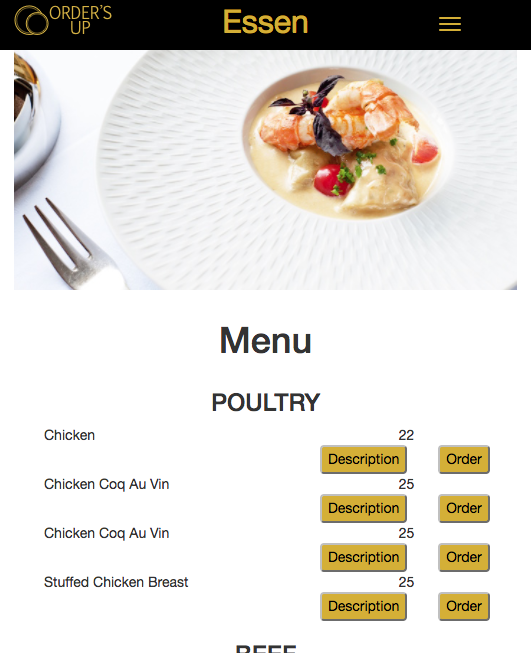 ORDER'S
UP
Essen
Menu
POULTRY
Chicken 22
Description Order
Chicken Coq Au Vin 25
Description Order
Chicken Coq Au Vin 25
Description Order
Stuffed Chicken Breast 25
Description Order
BEEF